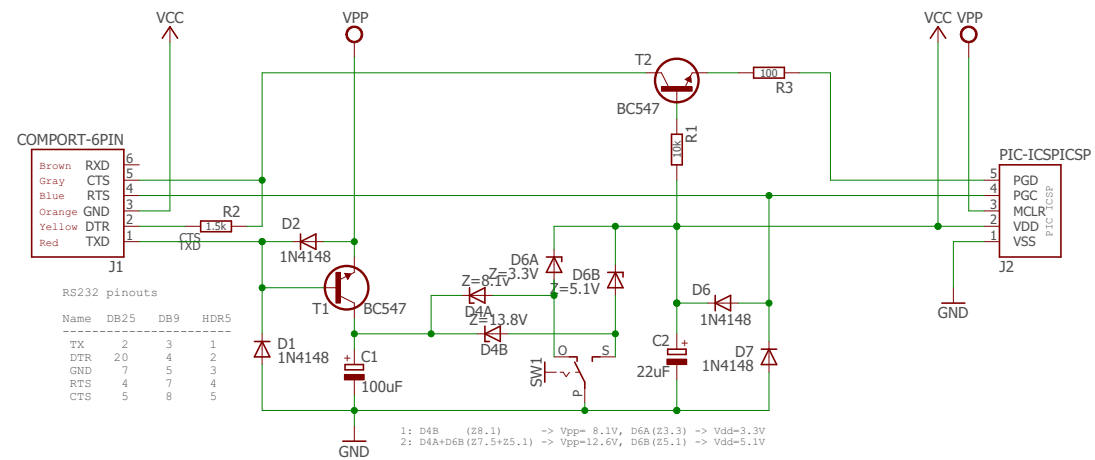 VCC
VPP
VCC
VPP
T2
BC547
100
R3
R1
10k
COMPORT-6PIN
Brown RXD 6
Gray CTS 5
Blue RTS 4
Orange GND 3
Yellow DTR 2
Red TXD 1
J1
R2
1.5k
CTS
TXD
PIC-ICSPICSP
5 PGD
4 PGC
3 MCLR
2 VDD
1 VSS
PIC ICSP
J2
GND
D2
1N4148
T1
BC547
D6A
Z=3.3V
D6B
Z=5.1V
Z=8.1V
D4A
Z=13.8V
D4B
D6
1N4148
D1
1N4148
C1
+
100uF
SW1
O
S
P
C2
+
22uF
D7
1N4148
GND
RS232 pinouts
Name DB25 DB9 HDR5
------------------------
TX 2 3 1
DTR 20 4 2
GND 7 5 3
RTS 4 7 4
CTS 5 8 5
1: D4B (Z8.1) -> Vpp= 8.1V, D6A(Z3.3) -> Vdd=3.3V
2: D4A+D6B(Z7.5+Z5.1) -> Vpp=12.6V, D6B(Z5.1) -> Vdd=5.1V